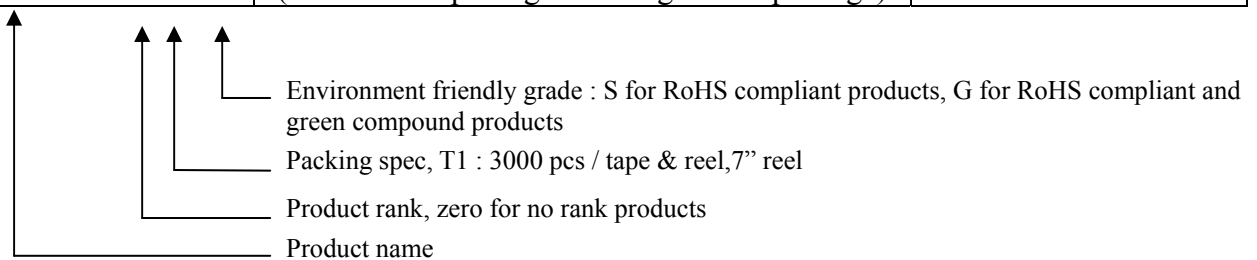 Environment friendly grade : S for RoHS compliant products, G for RoHS compliant and
green compound products
Packing spec, T1 : 3000 pcs / tape & reel,7” reel
Product rank, zero for no rank products
Product name